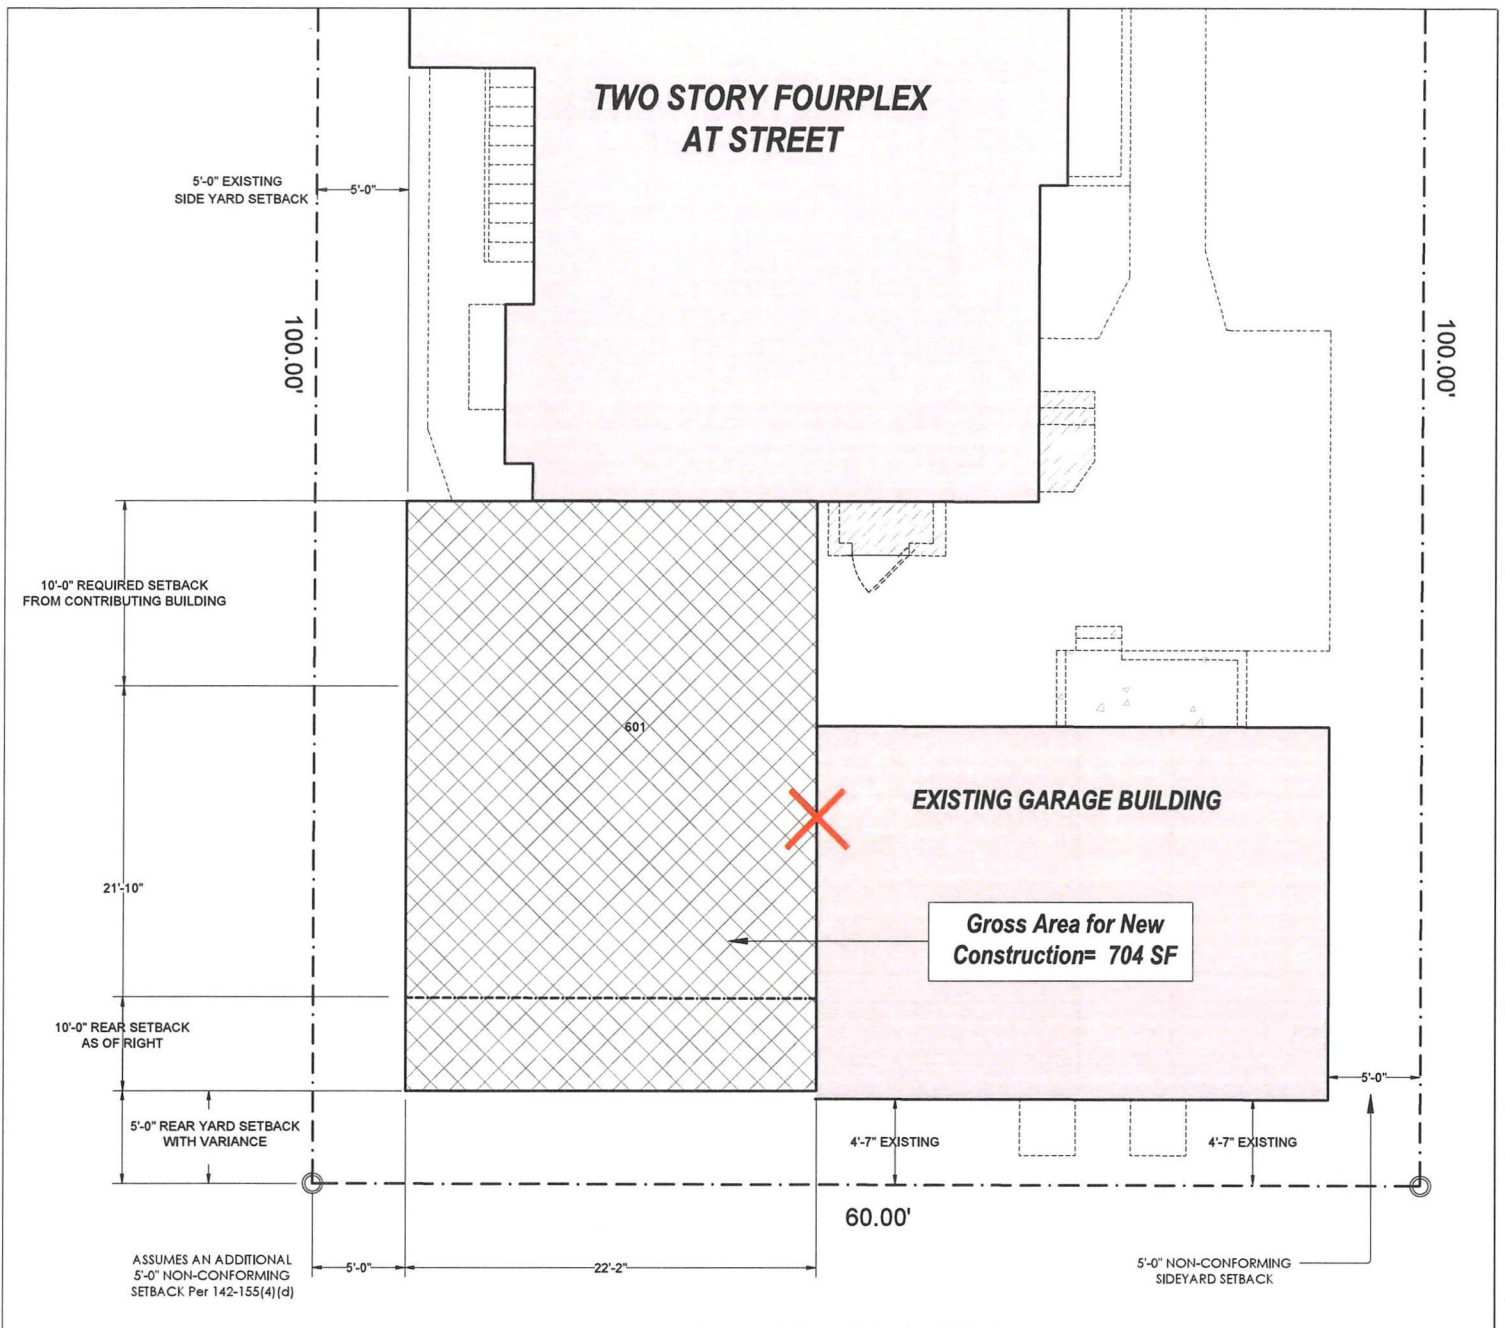 TWO STORY FOURPLEX
AT STREET
5'-0" EXISTING
SIDE YARD SETBACK
5'-0"
100.00'
100.00'
10'-0" REQUIRED SETBACK
FROM CONTRIBUTING BUILDING
601
EXISTING GARAGE BUILDING
21'-10"
Gross Area for New
Construction= 704 SF
10'-0" REAR SETBACK
AS OF RIGHT
5'-0"
5'-0" REAR YARD SETBACK
WITH VARIANCE
4'-7" EXISTING
4'-7" EXISTING
60.00'
ASSUMES AN ADDITIONAL
5'-0" NON-CONFORMING
SETBACK Per 142-155(4)(d)
5'-0"
22'-2"
5'-0" NON-CONFORMING
SIDEYARD SETBACK